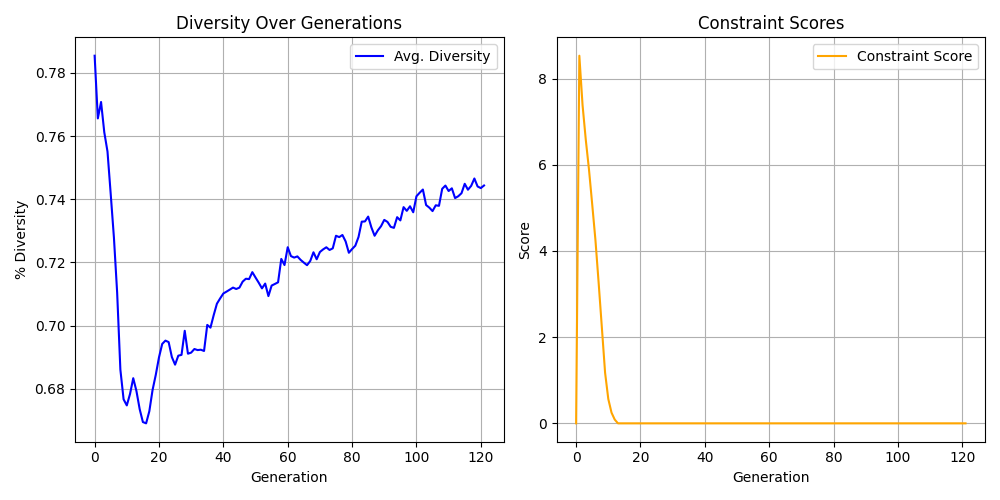 Diversity Over Generations
Avg. Diversity
% Diversity
0.78
0.76
0.74
0.72
0.70
0.68
0 20 40 60 80 100 120
Generation
Constraint Scores
Constraint Score
Score
8
6
4
2
0
0 20 40 60 80 100 120
Generation